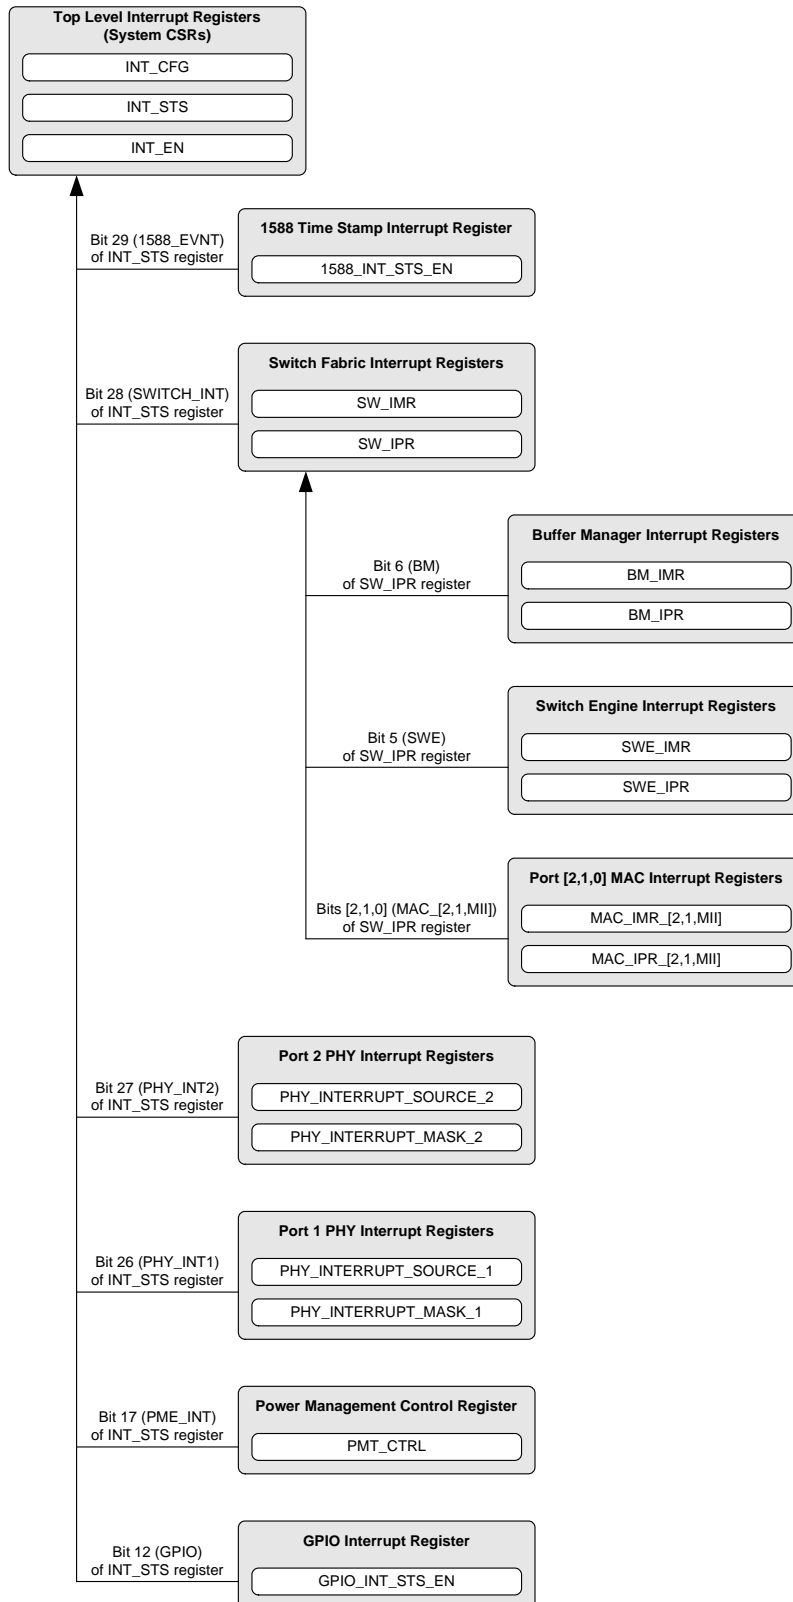 Top Level Interrupt Registers
(System CSRs)
INT_CFG
INT_STS
INT_EN
Bit 29 (1588_EVNT)
of INT_STS register
1588 Time Stamp Interrupt Register
1588_INT_STS_EN
Bit 28 (SWITCH_INT)
of INT_STS register
Switch Fabric Interrupt Registers
SW_IMR
SW_IPR
Bit 6 (BM)
of SW_IPR register
Buffer Manager Interrupt Registers
BM_IMR
BM_IPR
Bit 5 (SWE)
of SW_IPR register
Switch Engine Interrupt Registers
SWE_IMR
SWE_IPR
Bits [2,1,0] (MAC_[2,1,MII])
of SW_IPR register
Port [2,1,0] MAC Interrupt Registers
MAC_IMR_[2,1,MII]
MAC_IPR_[2,1,MII]
Bit 27 (PHY_INT2)
of INT_STS register
Port 2 PHY Interrupt Registers
PHY_INTERRUPT_SOURCE_2
PHY_INTERRUPT_MASK_2
Bit 26 (PHY_INT1)
of INT_STS register
Port 1 PHY Interrupt Registers
PHY_INTERRUPT_SOURCE_1
PHY_INTERRUPT_MASK_1
Bit 17 (PME_INT)
of INT_STS register
Power Management Control Register
PMT_CTRL
Bit 12 (GPIO)
of INT_STS register
GPIO Interrupt Register
GPIO_INT_STS_EN